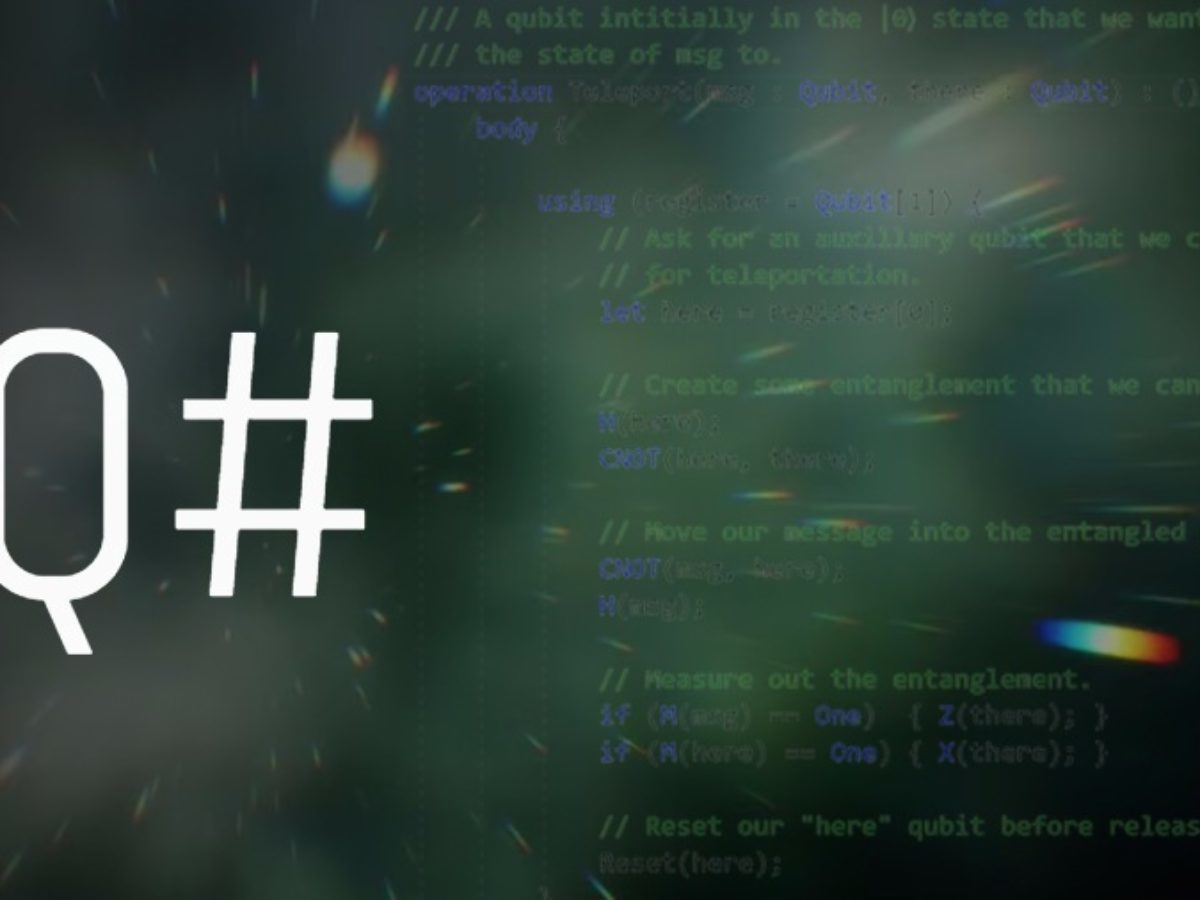 Q#
/// A qubit intitially in the |0⟩ state that we want
/// the state of msg to.
operation Teleport(msg : Qubit, there : Qubit) : ()
body {
using (register = Qubit[1]) {
// Ask for an auxillary qubit that we c
// for teleportation.
let here = register[0];
// Create some entanglement that we can
H(here);
CNOT(here, there);
// Move our message into the entangled
CNOT(msg, here);
H(msg);
// Measure out the entanglement.
if (M(msg) == One)  { Z(there); }
if (M(here) == One) { X(there); }
// Reset our "here" qubit before releas
Reset(here);